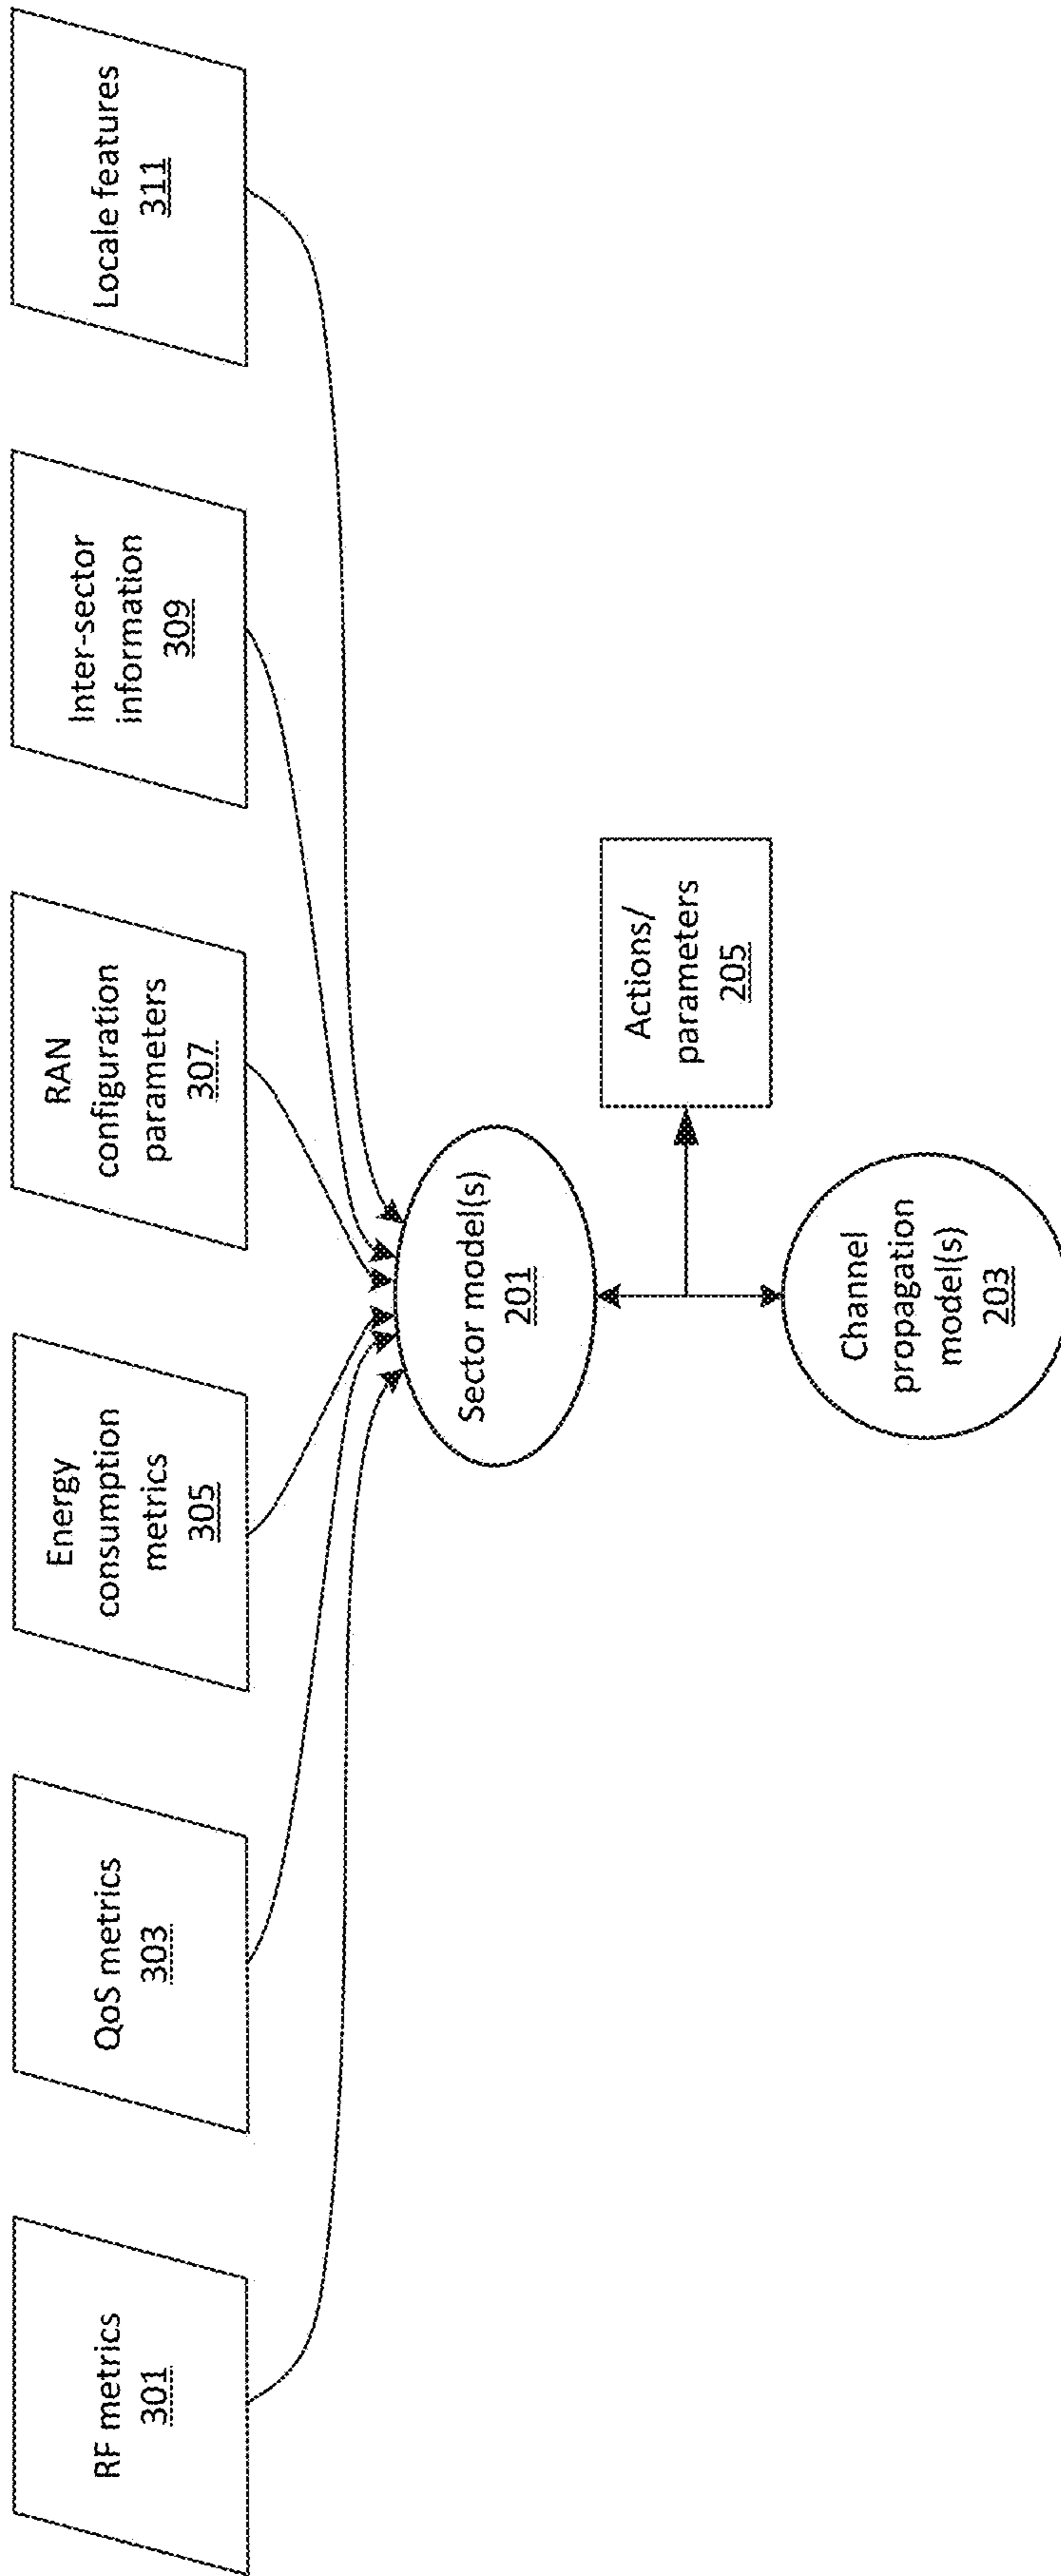 RF metrics
301
QoS metrics
303
Energy
consumption
metrics
305
RAN
configuration
parameters
307
Inter-sector
information
309
Locale features
311
Sector model(s)
201
Actions/
parameters
205
Channel
propagation
model(s)
203